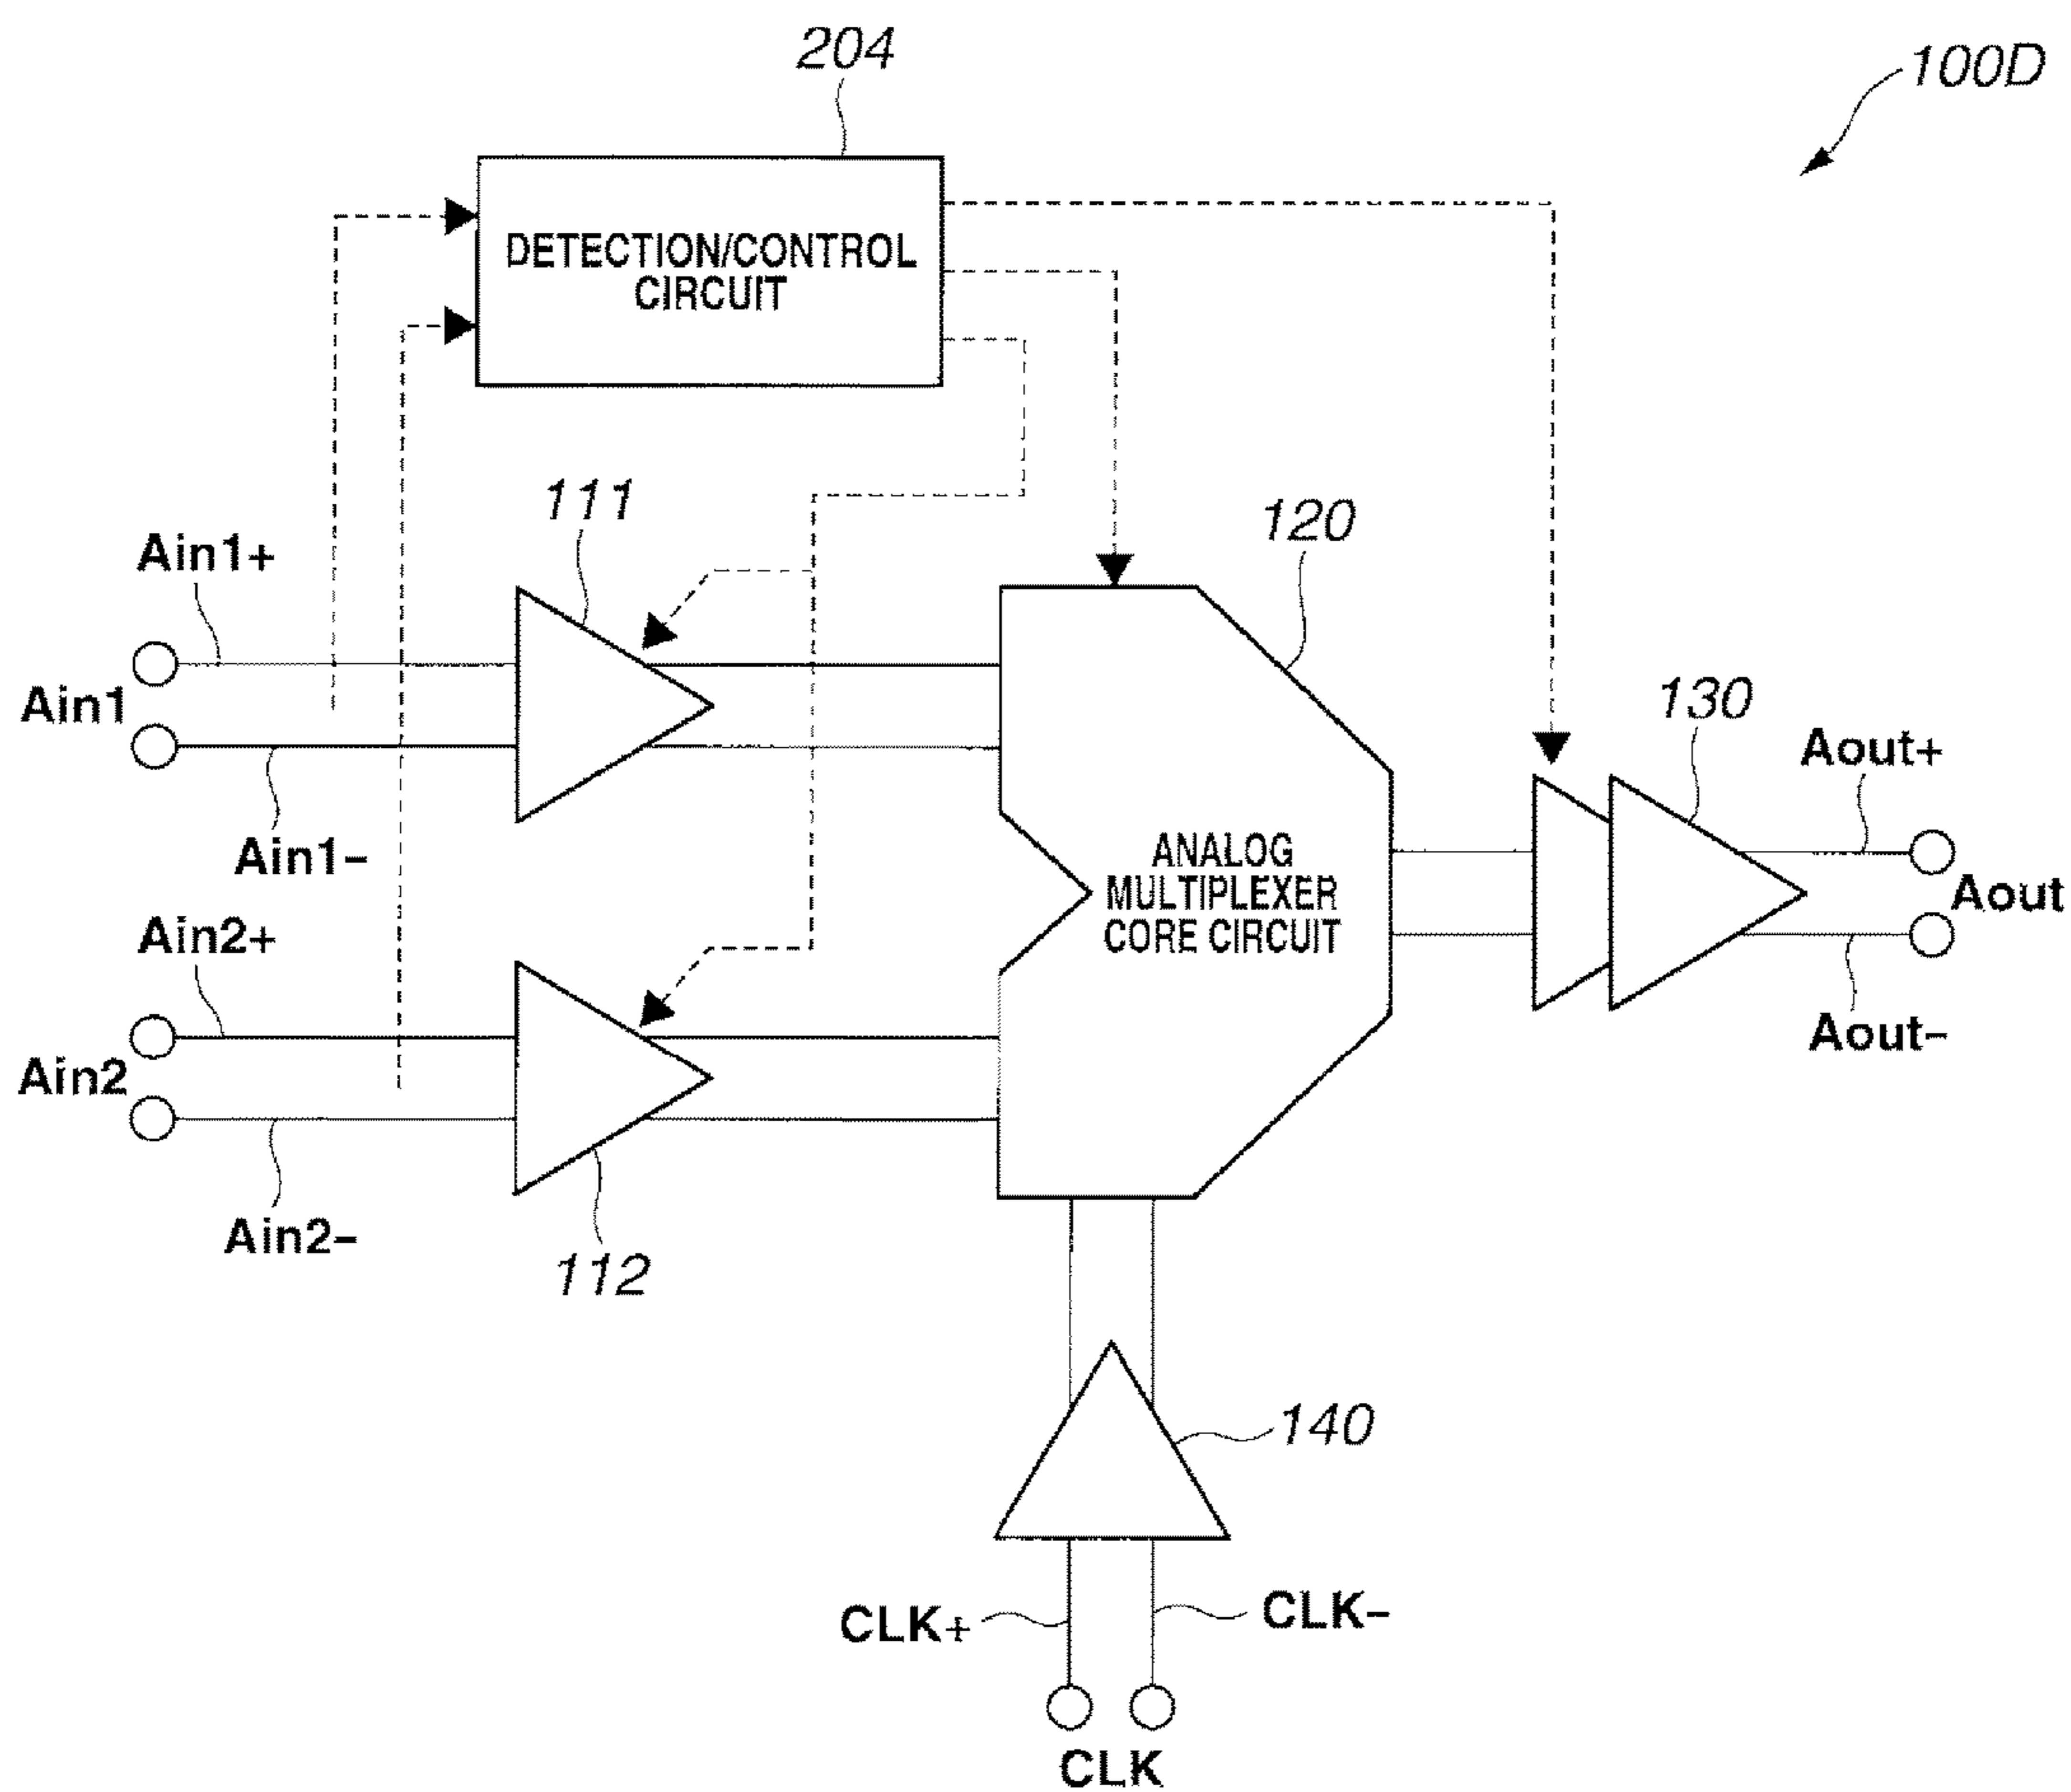 204
100D
DETECTION/CONTROL
CIRCUIT
111
120
Ain1+
Ain1
Ain1-
130
Aout+
Aout
Aout-
ANALOG
MULTIPLEXER
CORE CIRCUIT
Ain2+
Ain2
Ain2-
112
140
CLK+
CLK-
CLK